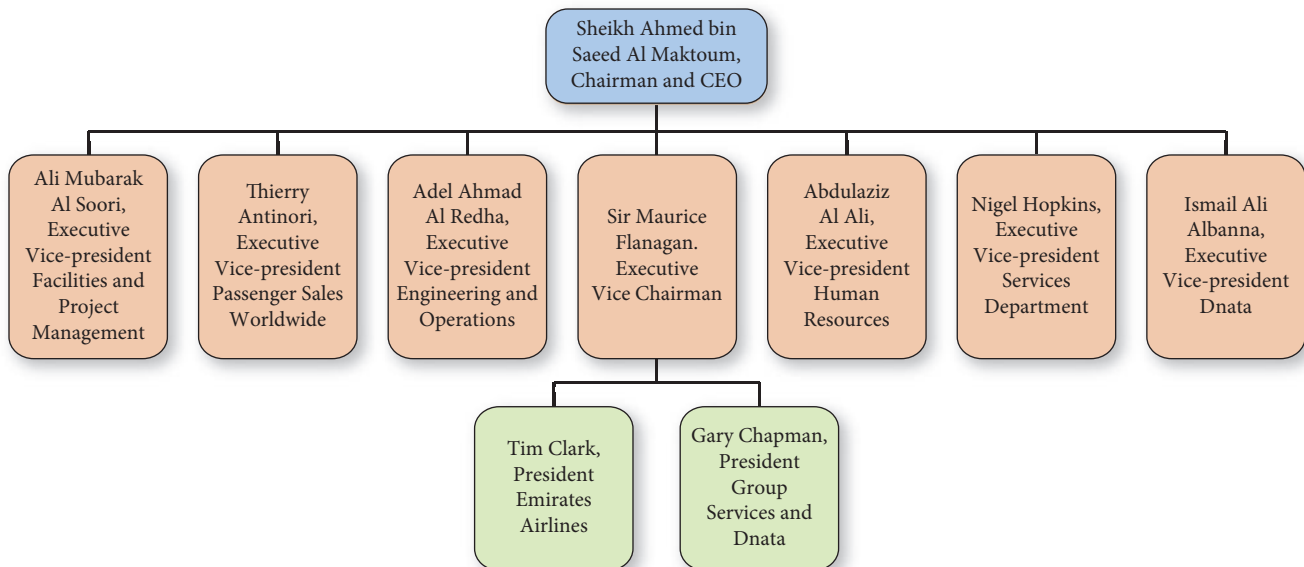 Sheikh Ahmed bin
Saeed Al Maktoum,
Chairman and CEO
Ali Mubarak
Al Soori,
Executive
Vice-president
Facilities and
Project
Management
Thierry
Antinori,
Executive
Vice-president
Passenger Sales
Worldwide
Adel Ahmad
Al Redha,
Executive
Vice-president
Engineering and
Operations
Sir Maurice
Flanagan.
Executive
Vice Chairman
Abdulaziz
Al Ali,
Executive
Vice-president
Human
Resources
Nigel Hopkins,
Executive
Vice-president
Services
Department
Ismail Ali
Albanna,
Executive
Vice-president
Dnata
Tim Clark,
President
Emirates
Airlines
Gary Chapman,
President
Group
Services and
Dnata